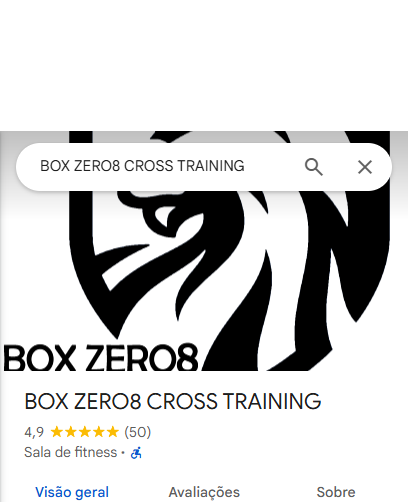 BOX ZERO8 CROSS TRAINING
BOX ZERO8
BOX ZERO8 CROSS TRAINING
4,9 ★★★★★ (50)
Sala de fitness ·
Visão geral Avaliações Sobre